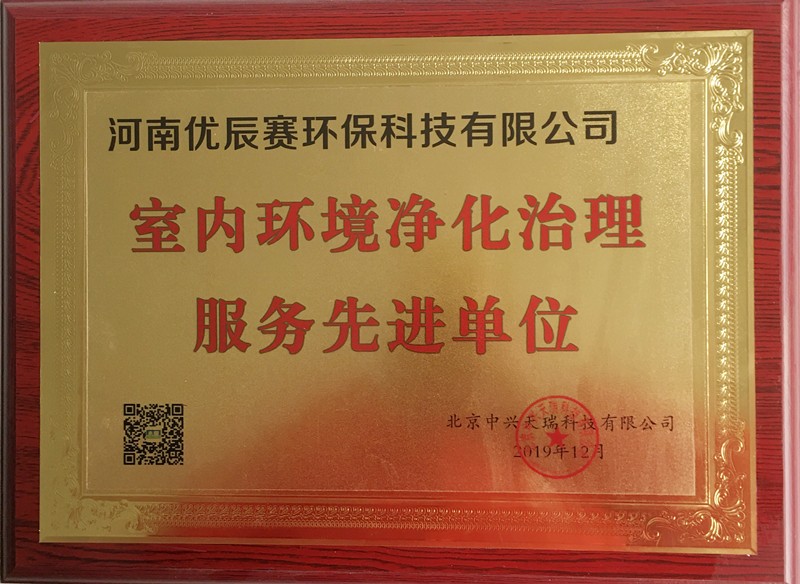 河南优辰赛环保科技有限公司
室内环境净化治理
服务先进单位
北京中兴天瑞科技有限公司
2019年12月